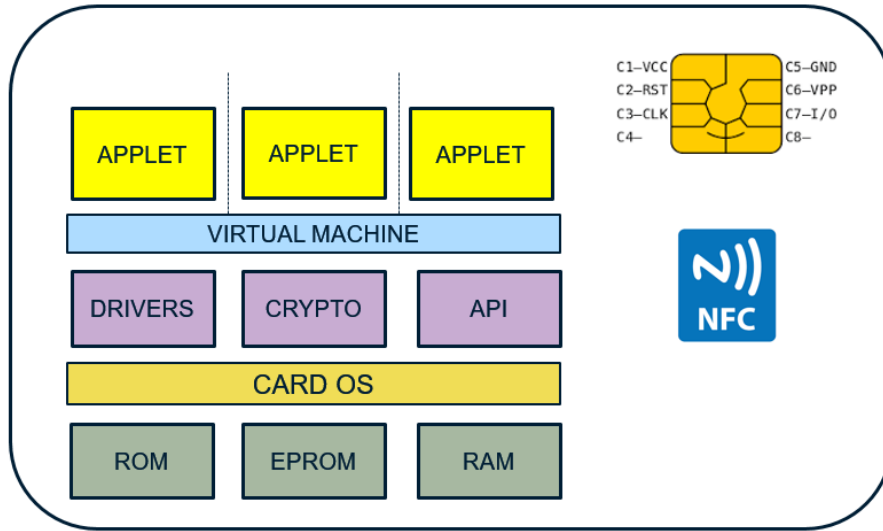 C1–VCC C5–GND
C2–RST C6–VPP
C3–CLK C7–I/O
C4– C8–
APPLET APPLET APPLET
VIRTUAL MACHINE
DRIVERS CRYPTO API
CARD OS
ROM EPROM RAM
NFC